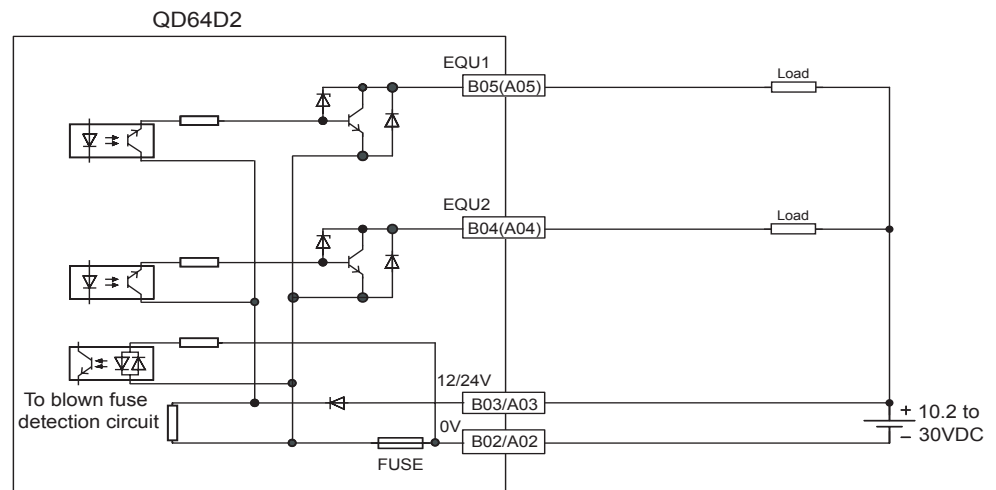 QD64D2
EQU1
B05(A05)
Load
EQU2
B04(A04)
Load
To blown fuse
detection circuit
12/24V
B03/A03
0V
B02/A02
FUSE
+ 10.2 to
− 30VDC